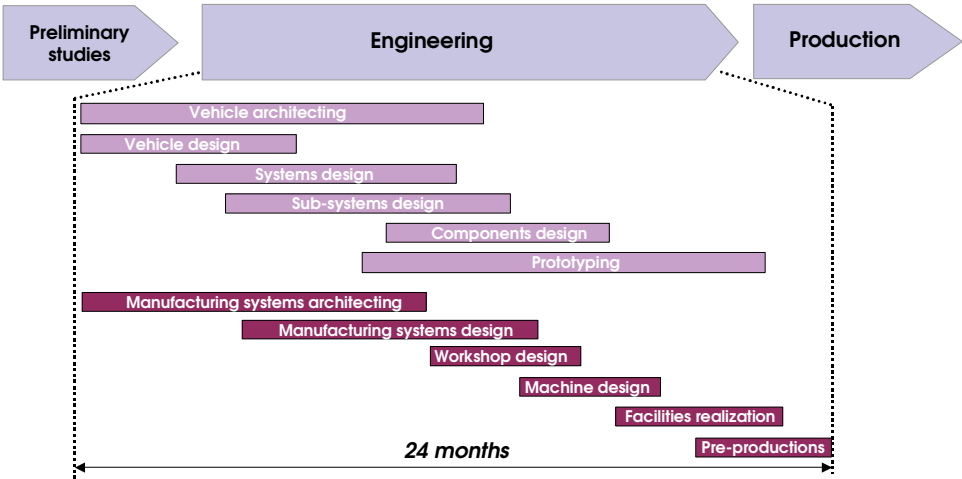 Preliminary
studies
Engineering
Production
Vehicle architecting
Vehicle design
Systems design
Sub-systems design
Components design
Prototyping
Manufacturing systems architecting
Manufacturing systems design
Workshop design
Machine design
Facilities realization
Pre-productions
24 months